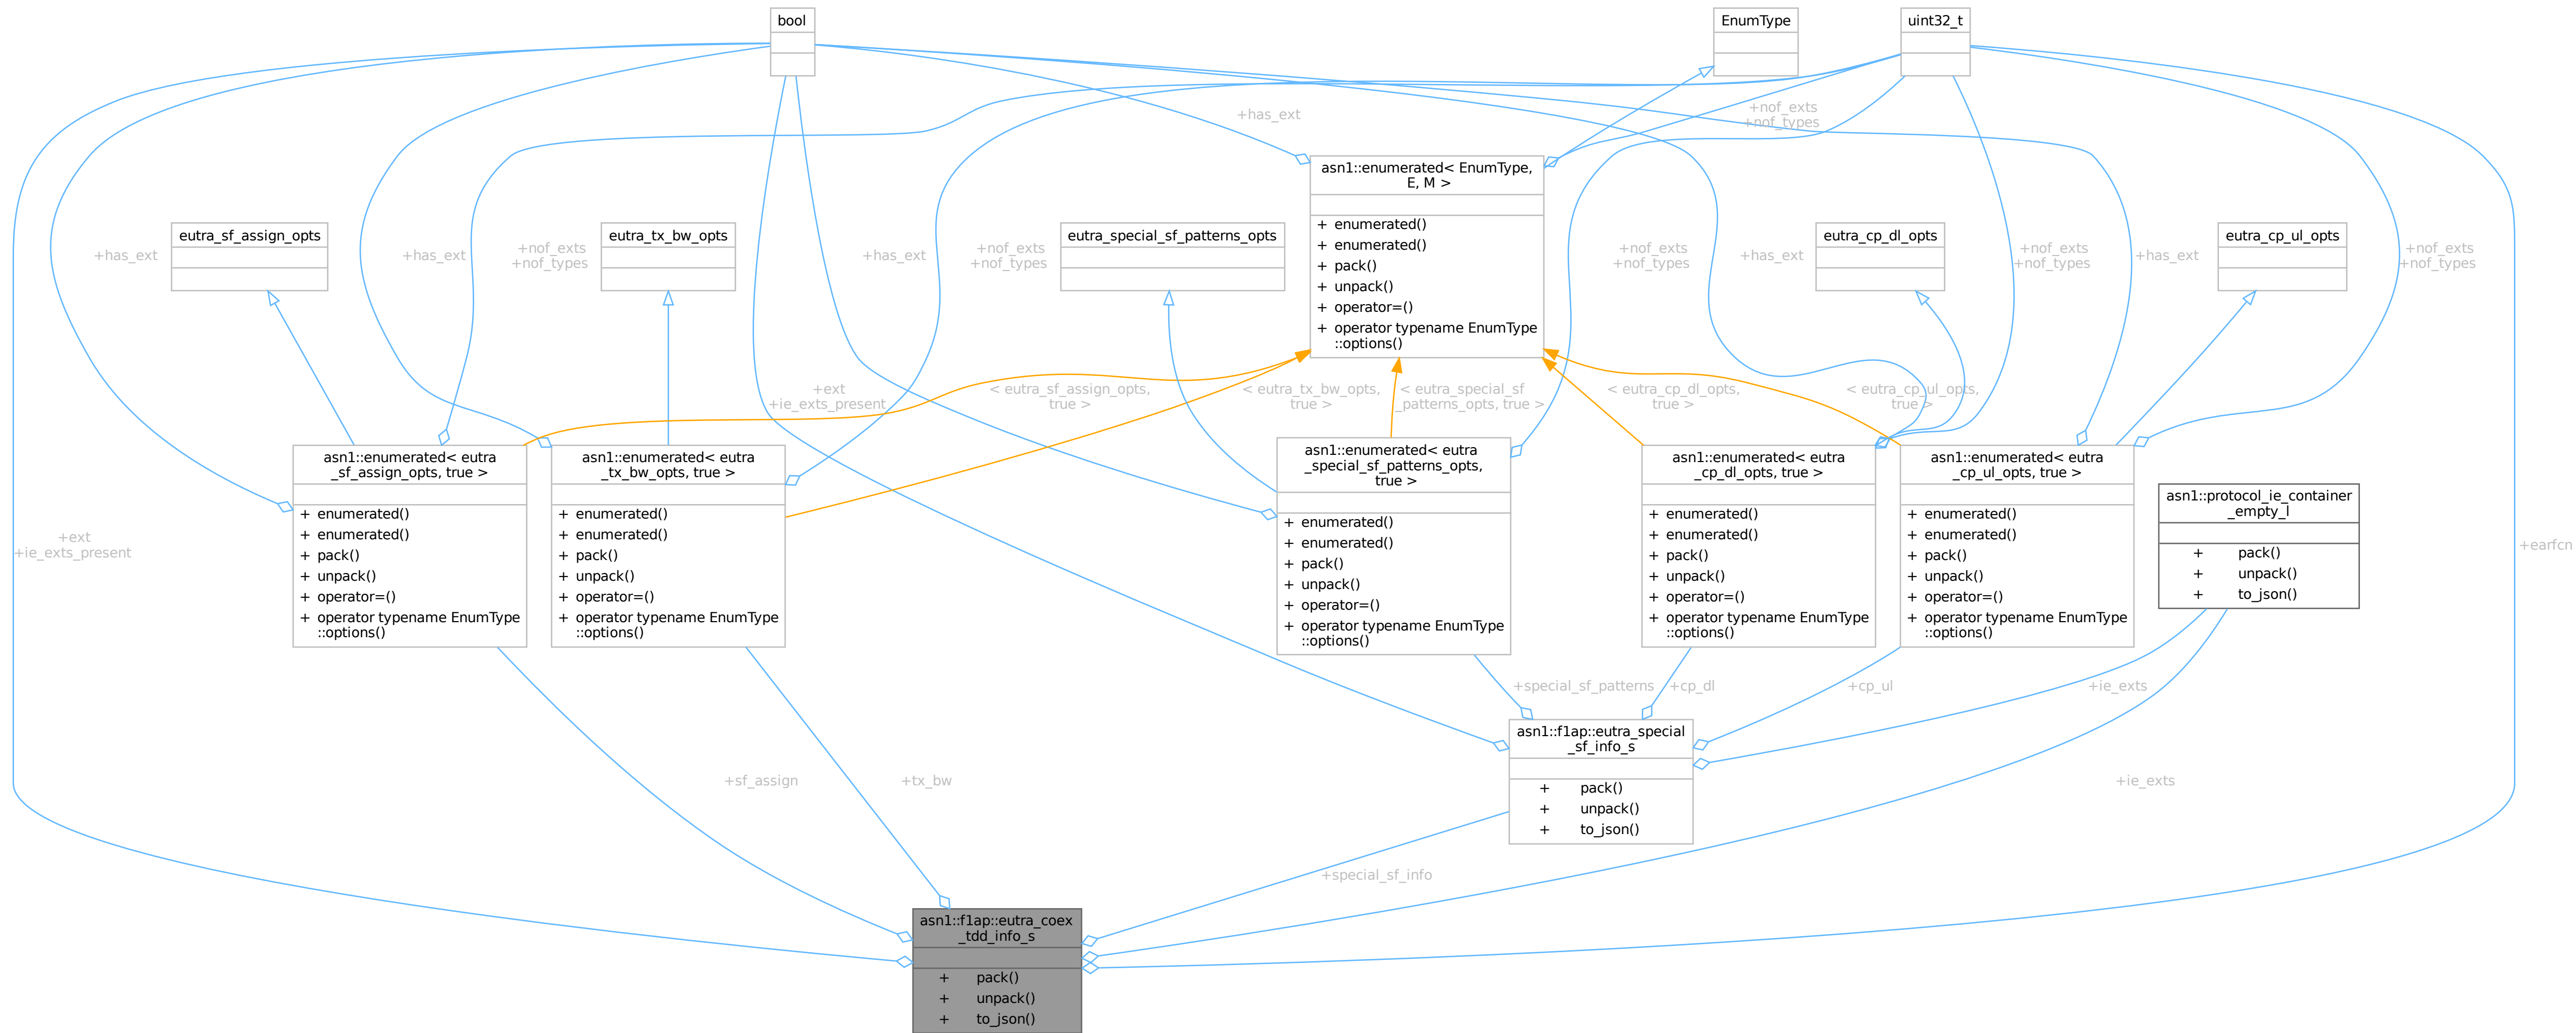 bool
EnumType
uint32_t
+has_ext
+nof_exts
+nof_types
asn1::enumerated< EnumType,
E, M >
+ enumerated()
+ enumerated()
+ pack()
+ unpack()
+ operator=()
+ operator typename EnumType
::options()
+has_ext
eutra_sf_assign_opts
+has_ext
+nof_exts
+nof_types
eutra_tx_bw_opts
+has_ext
+nof_exts
+nof_types
eutra_special_sf_patterns_opts
+nof_exts
+nof_types
+has_ext
eutra_cp_dl_opts
+nof_exts
+nof_types
+has_ext
eutra_cp_ul_opts
+nof_exts
+nof_types
+ext
+ie_exts_present
< eutra_sf_assign_opts,
true >
< eutra_tx_bw_opts,
true >
< eutra_special_sf
_patterns_opts, true >
< eutra_cp_dl_opts,
true >
< eutra_cp_ul_opts,
true >
+ext
+ie_exts_present
asn1::enumerated< eutra
_sf_assign_opts, true >
+ enumerated()
+ enumerated()
+ pack()
+ unpack()
+ operator=()
+ operator typename EnumType
::options()
asn1::enumerated< eutra
_tx_bw_opts, true >
+ enumerated()
+ enumerated()
+ pack()
+ unpack()
+ operator=()
+ operator typename EnumType
::options()
asn1::enumerated< eutra
_special_sf_patterns_opts,
true >
+ enumerated()
+ enumerated()
+ pack()
+ unpack()
+ operator=()
+ operator typename EnumType
::options()
asn1::enumerated< eutra
_cp_dl_opts, true >
+ enumerated()
+ enumerated()
+ pack()
+ unpack()
+ operator=()
+ operator typename EnumType
::options()
asn1::enumerated< eutra
_cp_ul_opts, true >
+ enumerated()
+ enumerated()
+ pack()
+ unpack()
+ operator=()
+ operator typename EnumType
::options()
asn1::protocol_ie_container
_empty_l
+ pack()
+ unpack()
+ to_json()
+earfcn
+special_sf_patterns
+cp_dl
+cp_ul
+ie_exts
asn1::f1ap::eutra_special
_sf_info_s
+ pack()
+ unpack()
+ to_json()
+sf_assign
+tx_bw
+ie_exts
+special_sf_info
asn1::f1ap::eutra_coex
_tdd_info_s
+ pack()
+ unpack()
+ to_json()